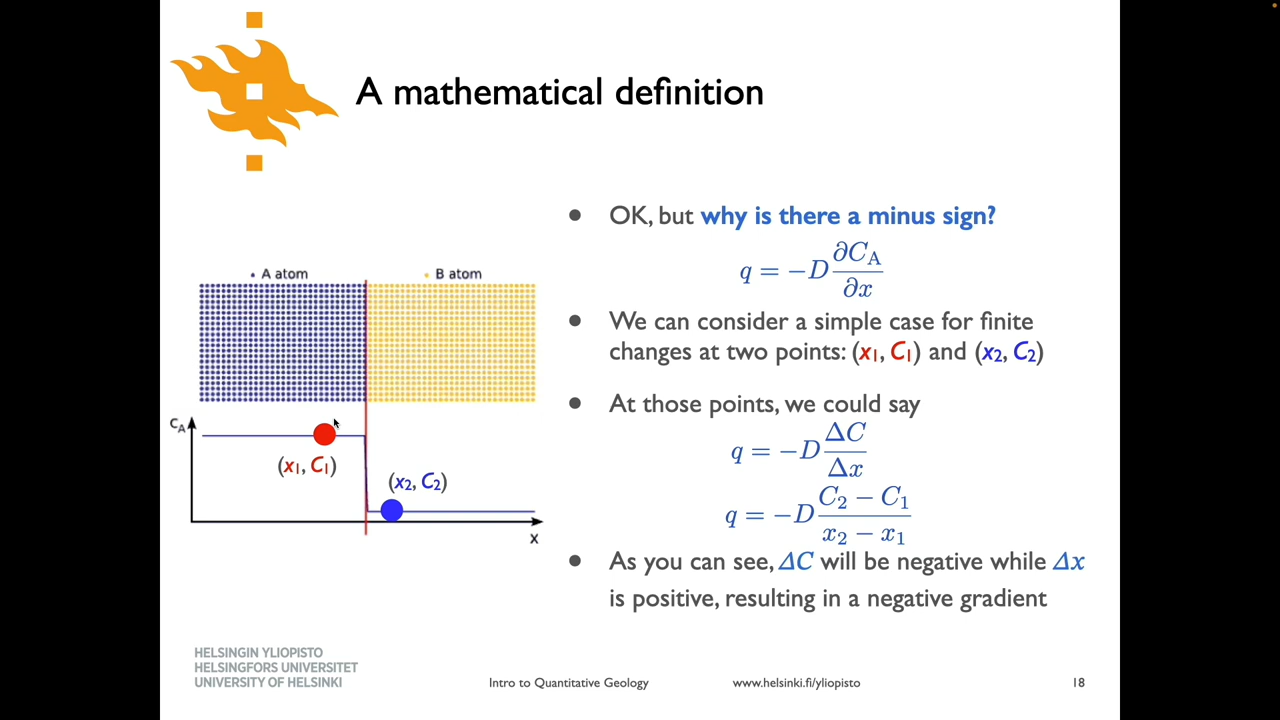 A mathematical definition
• OK, but why is there a minus sign?
q = −D ∂C_A/∂x
• We can consider a simple case for finite
changes at two points: (x₁, C₁) and (x₂, C₂)
• At those points, we could say
q = −D ΔC/Δx
q = −D (C₂ − C₁)/(x₂ − x₁)
• As you can see, ΔC will be negative while Δx
is positive, resulting in a negative gradient
A atom
B atom
C_A
(x₁, C₁)
(x₂, C₂)
x
HELSINGIN YLIOPISTO
HELSINGFORS UNIVERSITET
UNIVERSITY OF HELSINKI
Intro to Quantitative Geology
www.helsinki.fi/yliopisto
18